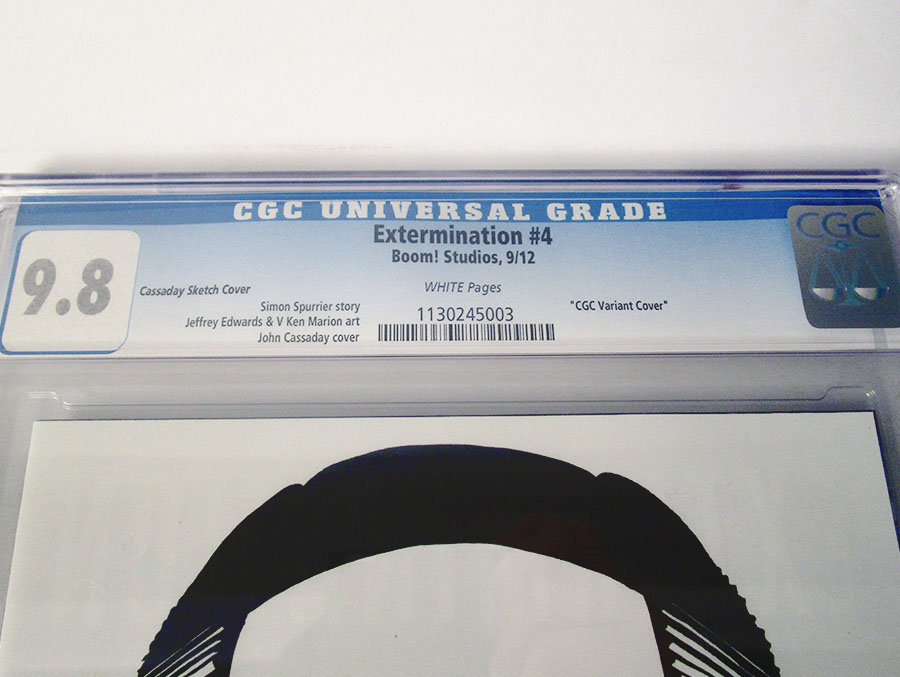 CGC UNIVERSAL GRADE
Extermination #4
Boom! Studios, 9/12
9.8
Cassaday Sketch Cover
WHITE Pages
Simon Spurrier story
Jeffrey Edwards & V Ken Marion art
John Cassaday cover
1130245003
"CGC Variant Cover"
CGC